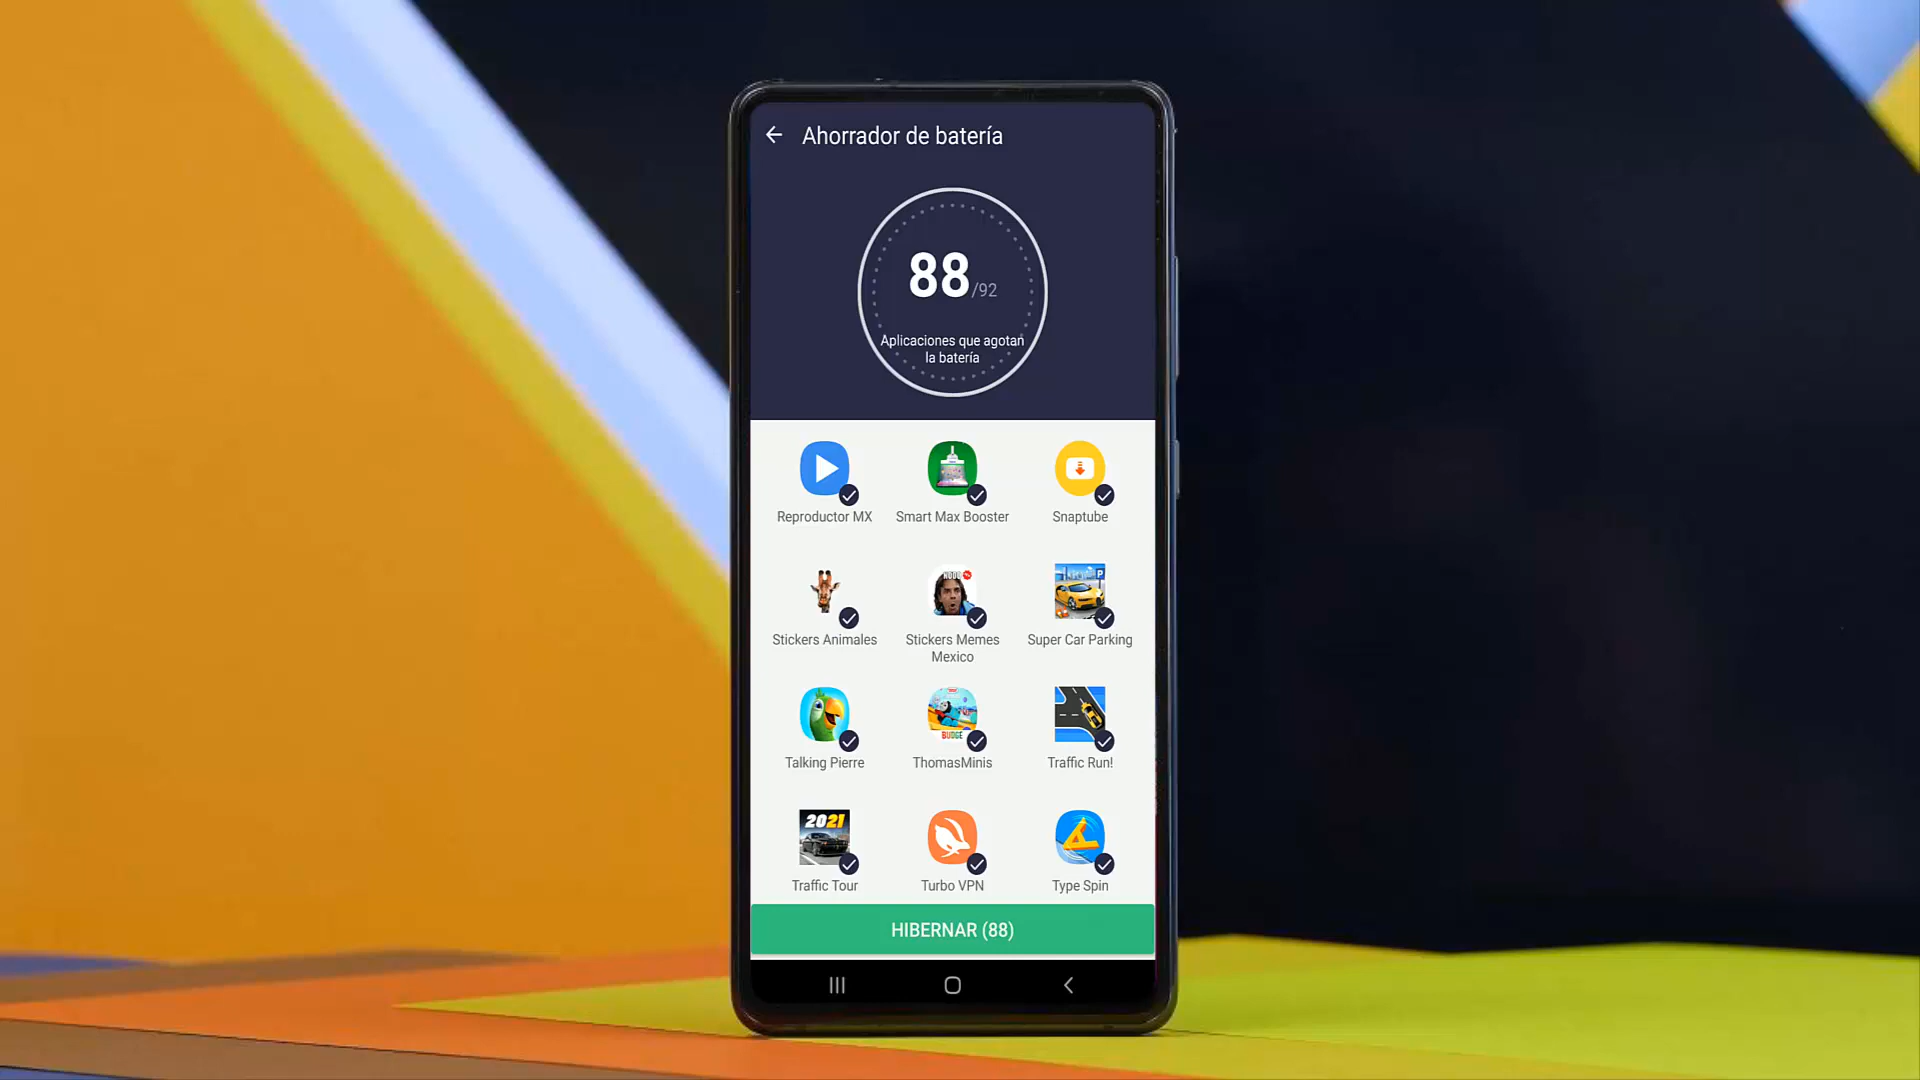 Ahorrador de batería
88/92
Aplicaciones que agotan
la batería
Reproductor MX
Smart Max Booster
Snaptube
NOOO
P
Stickers Animales
Stickers Memes
Mexico
Super Car Parking
BUDGE
Talking Pierre
ThomasMinis
Traffic Run!
2021
Traffic Tour
Turbo VPN
Type Spin
HIBERNAR (88)